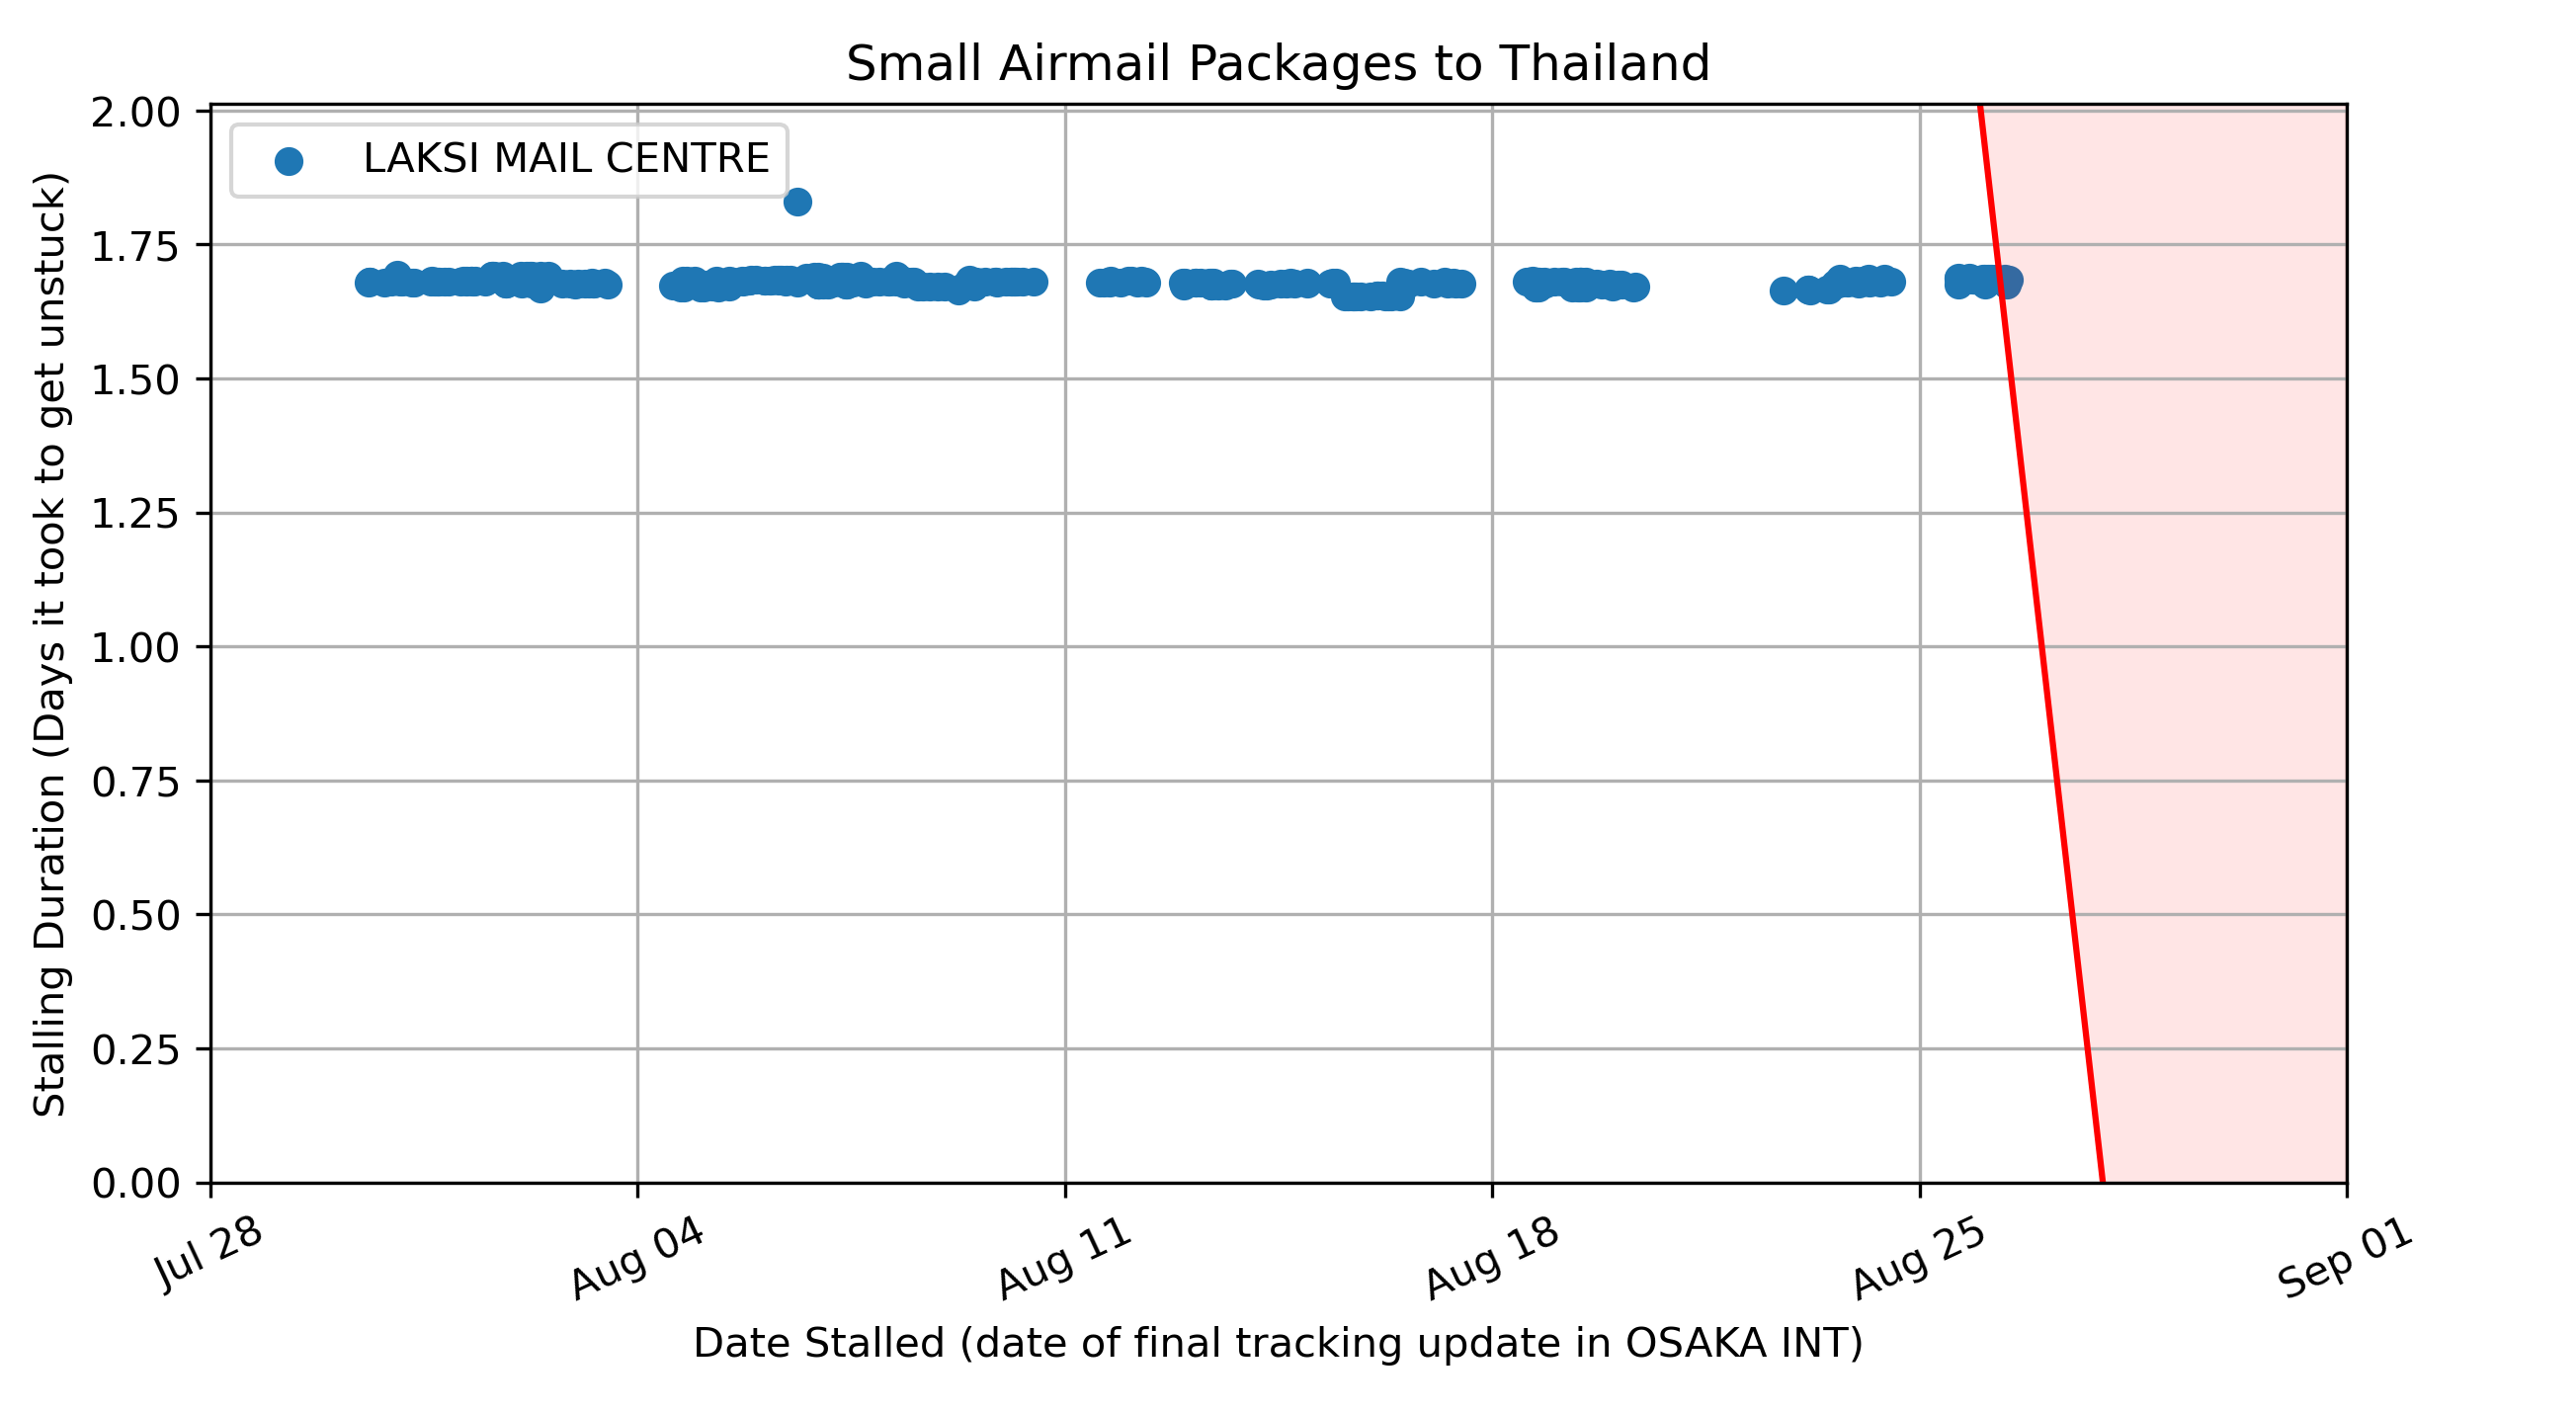 Small Airmail Packages to Thailand
LAKSI MAIL CENTRE
Stalling Duration (Days it took to get unstuck)
2.00
1.75
1.50
1.25
1.00
0.75
0.50
0.25
0.00
Jul 28
Aug 04
Aug 11
Aug 18
Aug 25
Sep 01
Date Stalled (date of final tracking update in OSAKA INT)